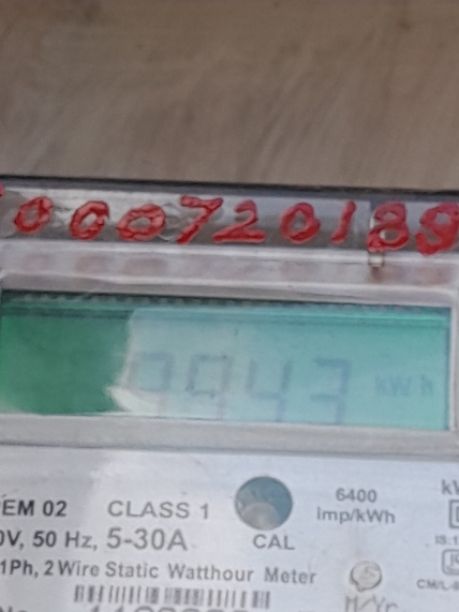 000720189
9943 kWh
EM 02 CLASS 1 6400
0V, 50 Hz, 5-30A CAL imp/kWh
1Ph, 2 Wire Static Watthour Meter